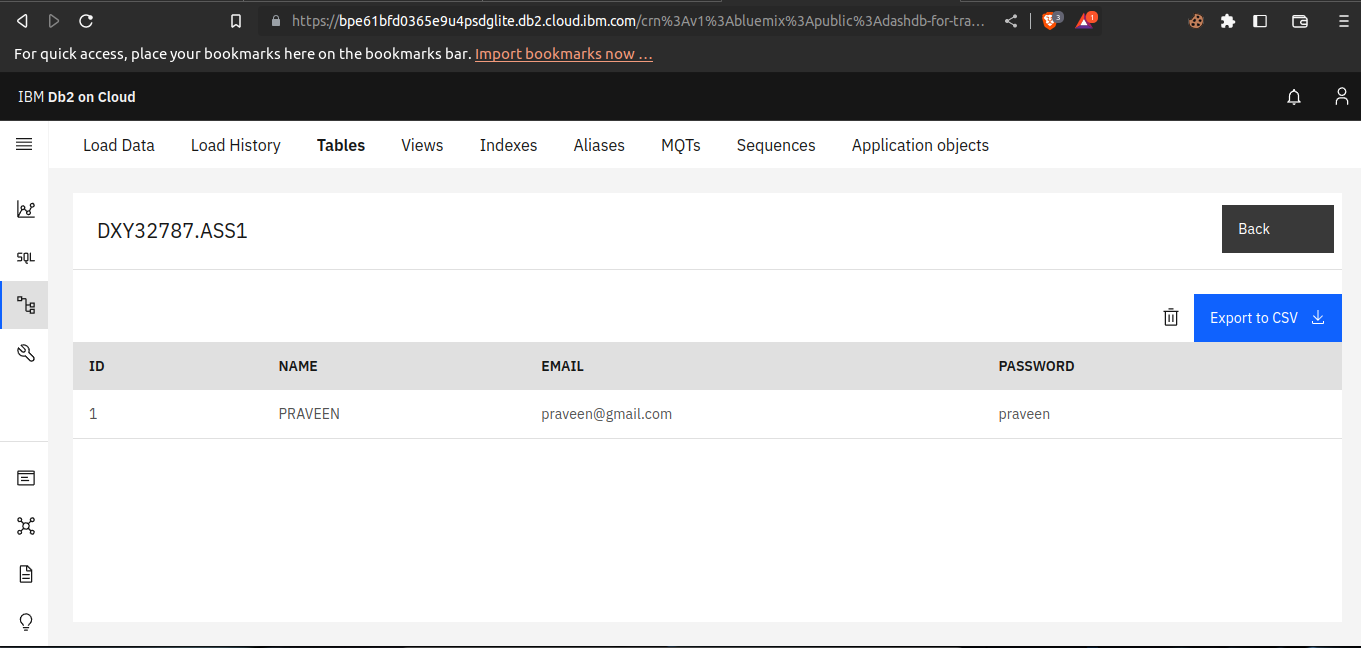 https://bpe61bfd0365e9u4psdglite.db2.cloud.ibm.com/crn%3Av1%3Abluemix%3Apublic%3Adashdb-for-tra... 3 1
For quick access, place your bookmarks here on the bookmarks bar. Import bookmarks now ...
IBM Db2 on Cloud
Load Data Load History Tables Views Indexes Aliases MQTs Sequences Application objects
DXY32787.ASS1 Back
SQL
Export to CSV
ID NAME EMAIL PASSWORD
1 PRAVEEN praveen@gmail.com praveen